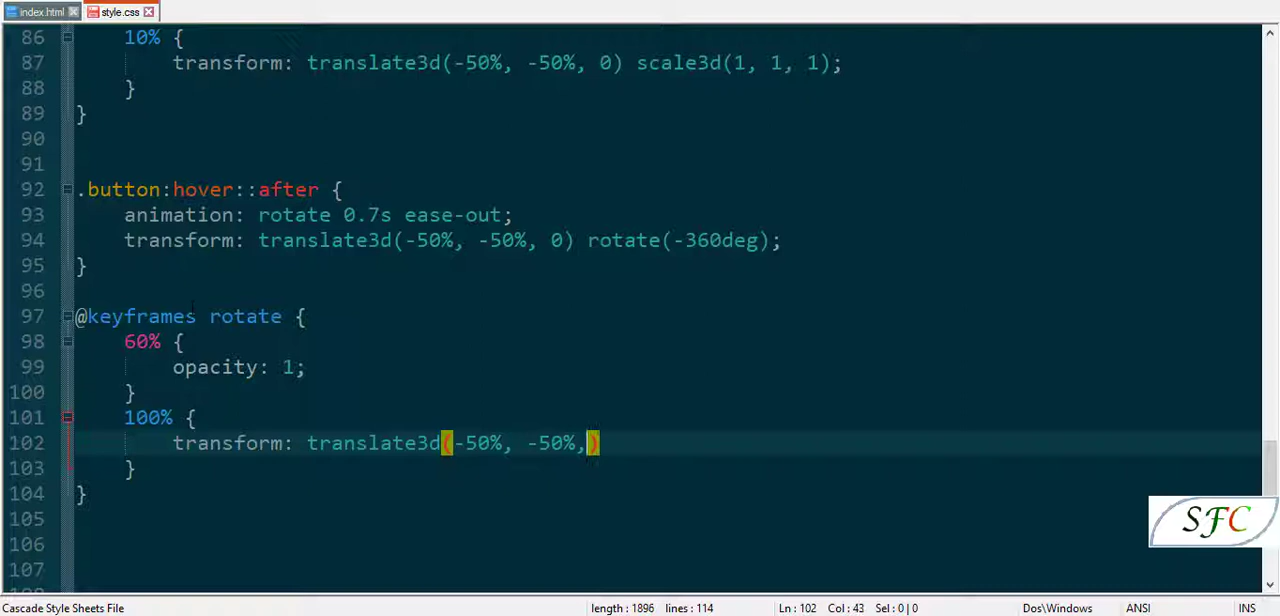 index.html style.css
86 10% {
87 transform: translate3d(-50%, -50%, 0) scale3d(1, 1, 1);
88 }
89 }
90
91
92 .button:hover::after {
93 animation: rotate 0.7s ease-out;
94 transform: translate3d(-50%, -50%, 0) rotate(-360deg);
95 }
96
97 @keyframes rotate {
98 60% {
99 opacity: 1;
100 }
101 100% {
102 transform: translate3d(-50%, -50%,)
103 }
104 }
105
106
107
SFC
Cascade Style Sheets File length : 1896 lines : 114 Ln : 102 Col : 43 Sel : 0 | 0 Dos\Windows ANSI INS